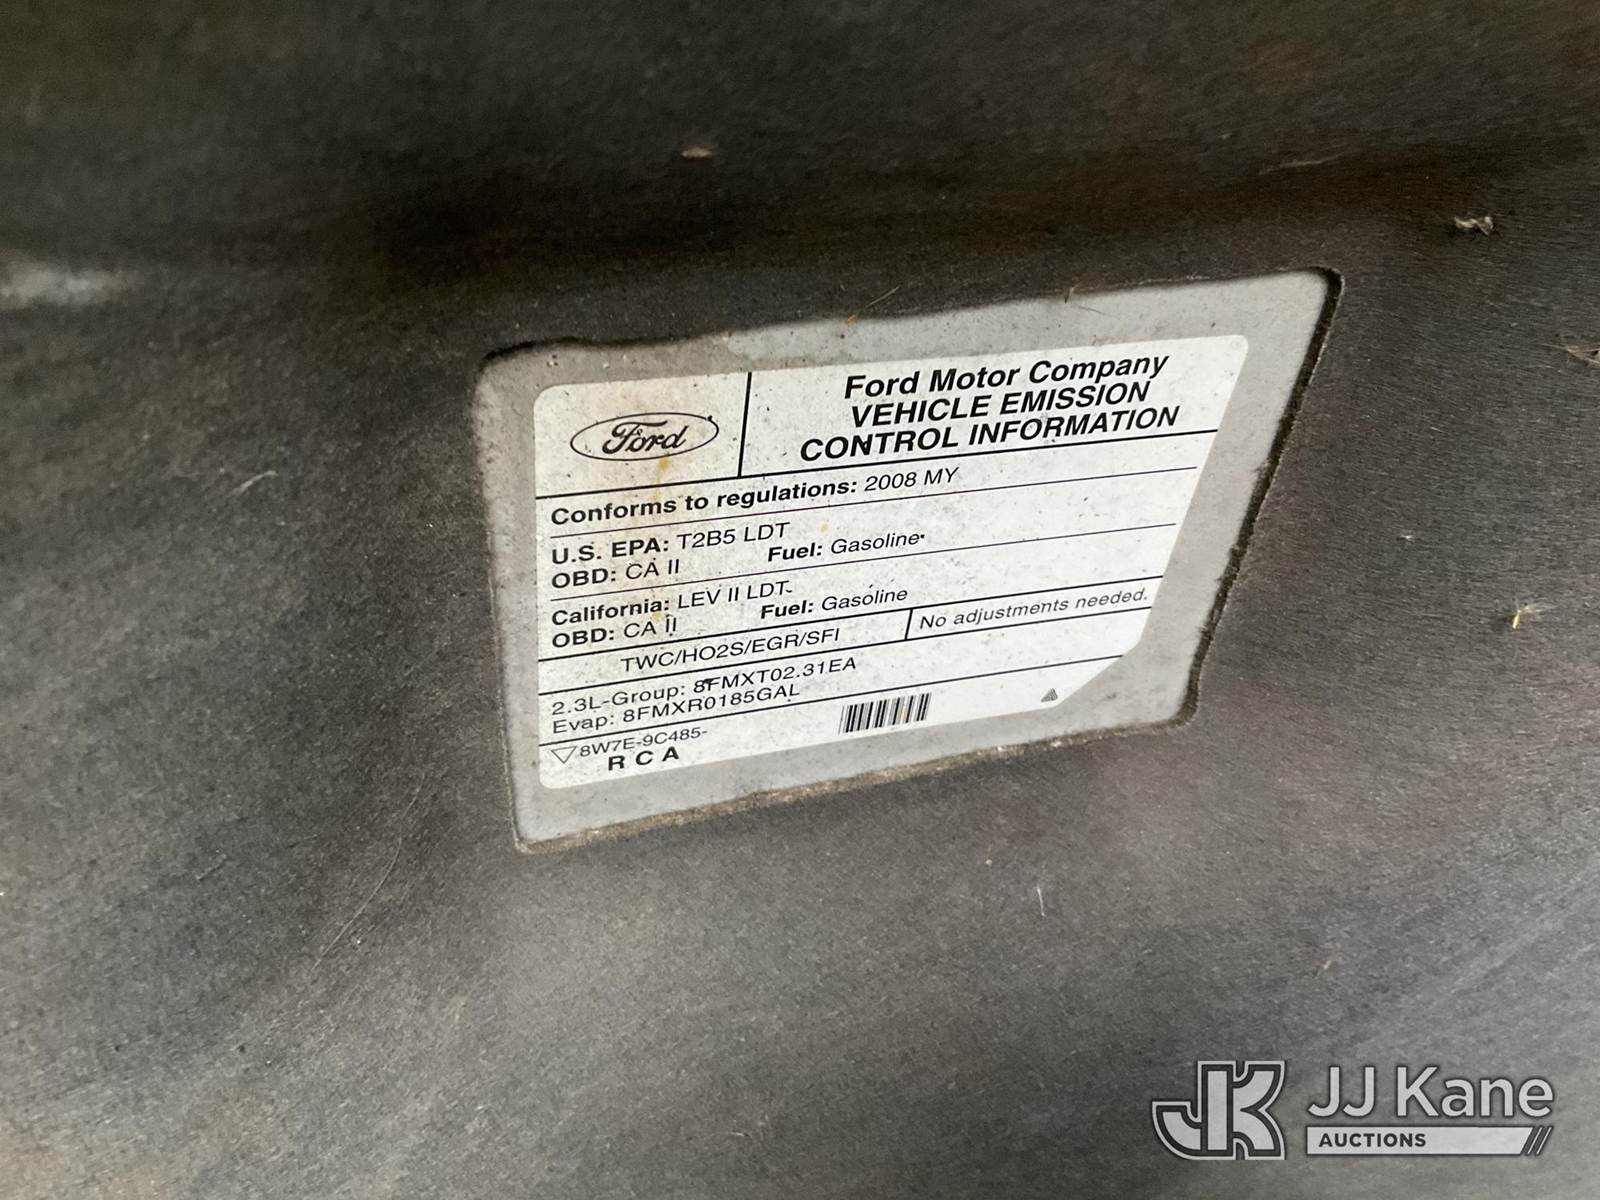 Ford
Ford Motor Company
VEHICLE EMISSION
CONTROL INFORMATION
Conforms to regulations: 2008 MY
U.S. EPA: T2B5 LDT
OBD: CA II Fuel: Gasoline
California: LEV II LDT
OBD: CA II Fuel: Gasoline
TWC/HO2S/EGR/SFI No adjustments needed.
2.3L-Group: 8FMXT02.31EA
Evap: 8FMXR0185GAL
8W7E-9C485-
R C A
JK JJ Kane
AUCTIONS